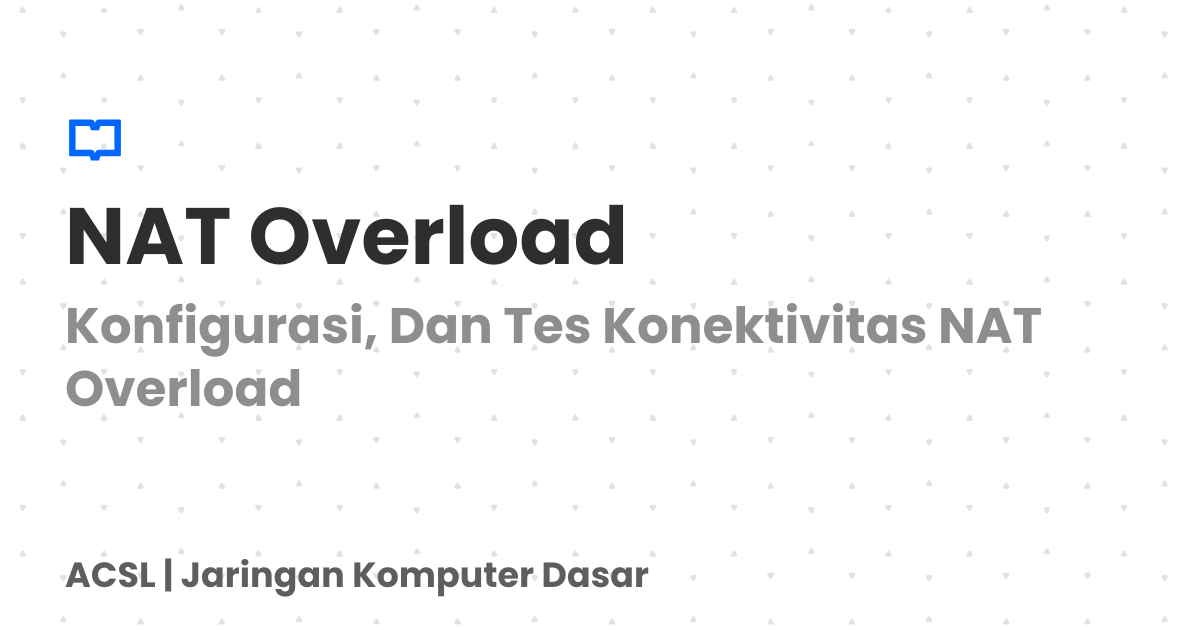 NAT Overload
Konfigurasi, Dan Tes Konektivitas NAT
Overload
ACSL | Jaringan Komputer Dasar